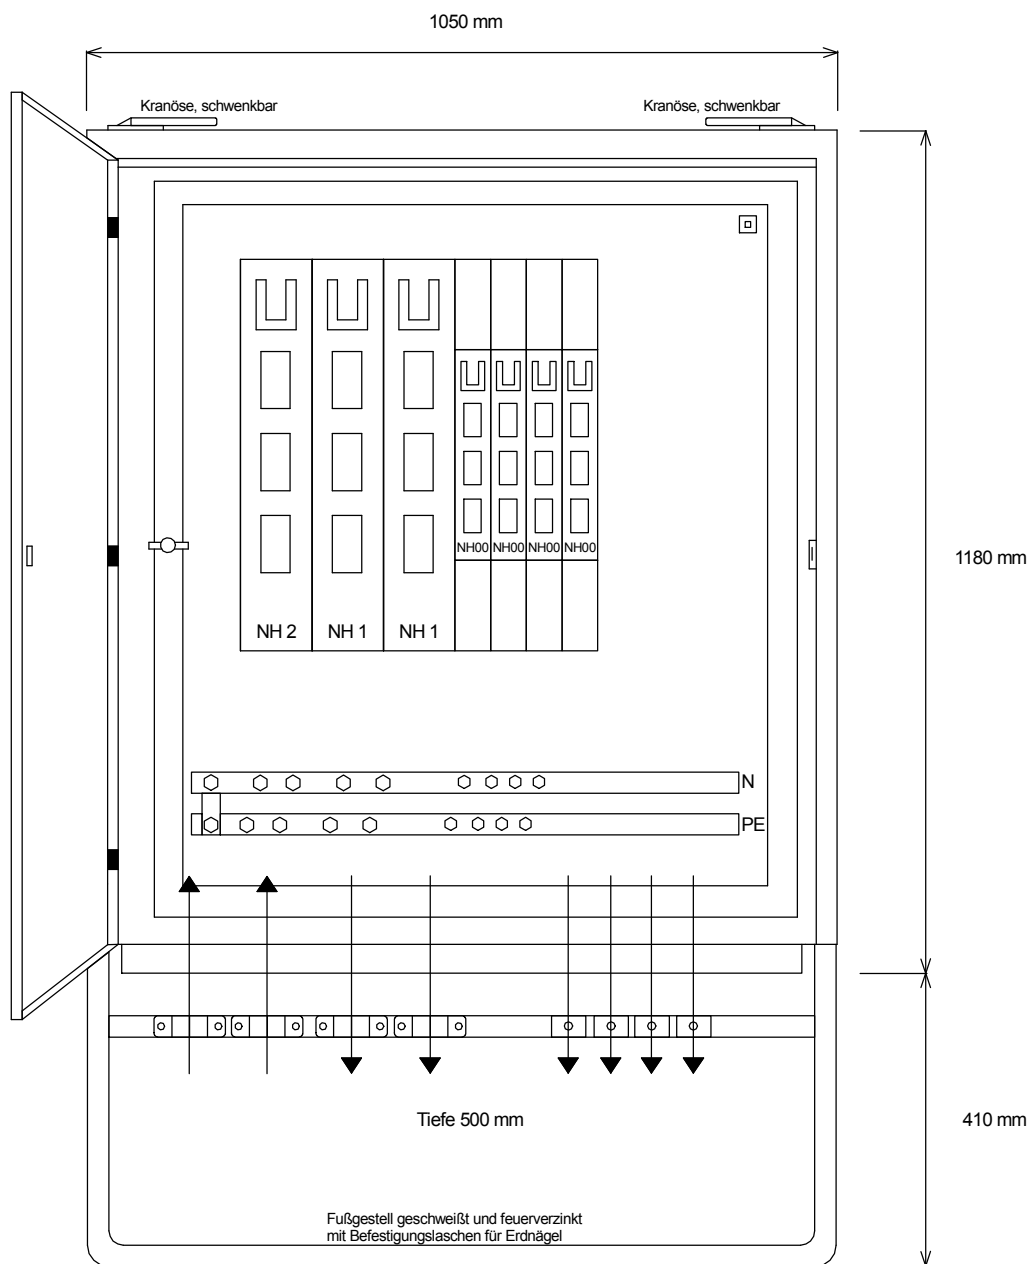 1050 mm
Kranöse, schwenkbar
Kranöse, schwenkbar
NH00 NH00 NH00 NH00
1180 mm
NH 2
NH 1
NH 1
N
PE
Tiefe 500 mm
410 mm
Fußgestell geschweißt und feuerverzinkt
mit Befestigungslaschen für Erdnägel